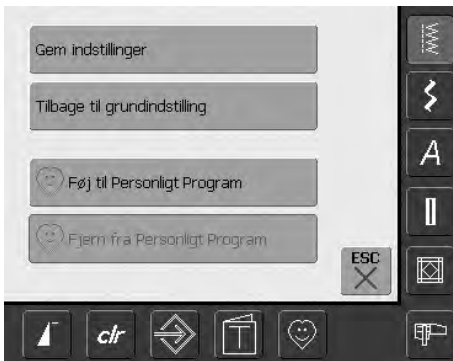 Gem indstillinger
Tilbage til grundindstilling
Føj til Personligt Program
Fjern fra Personligt Program
ESC
A
clr
T